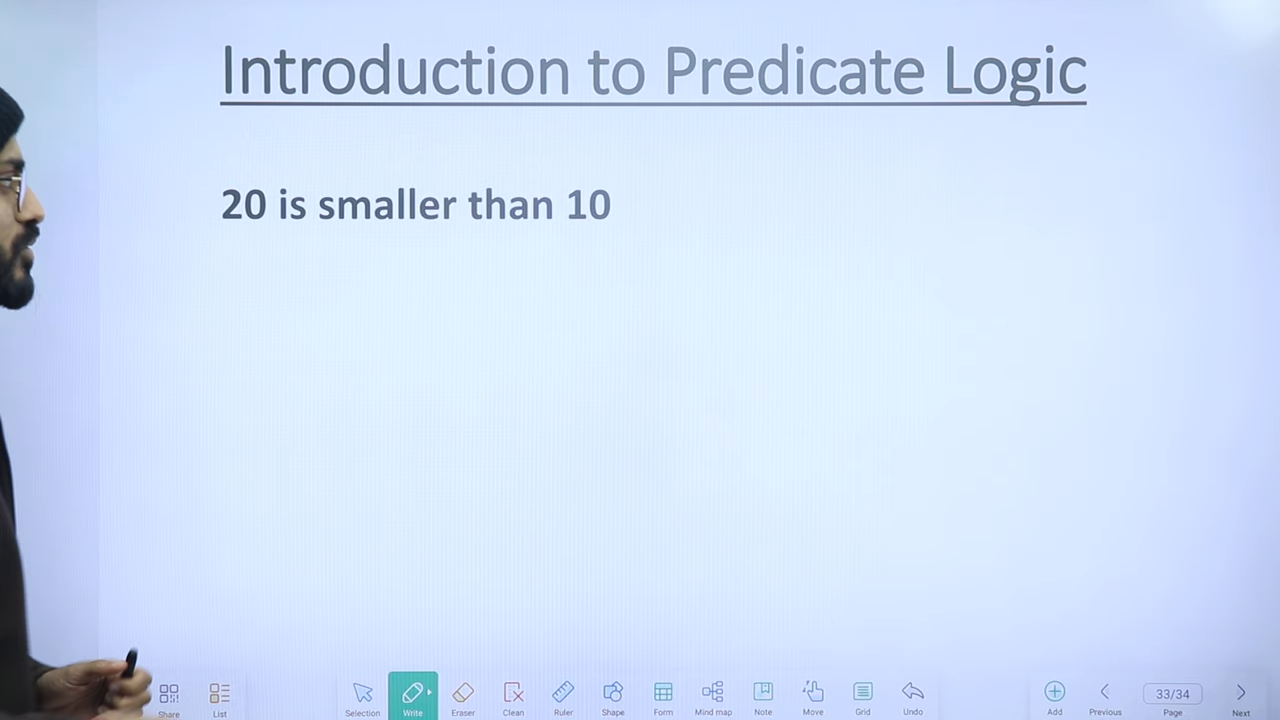 Introduction to Predicate Logic
20 is smaller than 10
Share
List
Selection
Write
Eraser
Clean
Ruler
Shape
Form
Mind map
Note
Move
Grid
Undo
Add
Previous
33/34
Page
Next